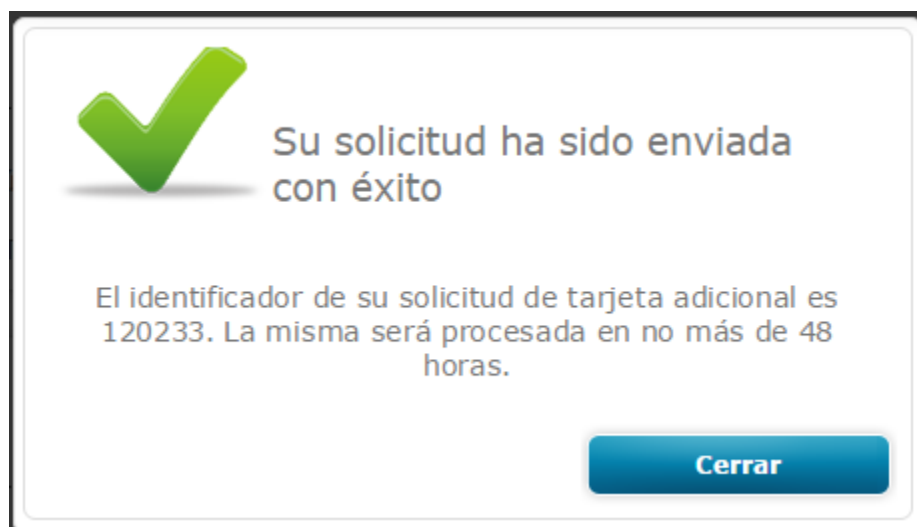 Su solicitud ha sido enviada
con éxito
El identificador de su solicitud de tarjeta adicional es
120233. La misma será procesada en no más de 48
horas.
Cerrar